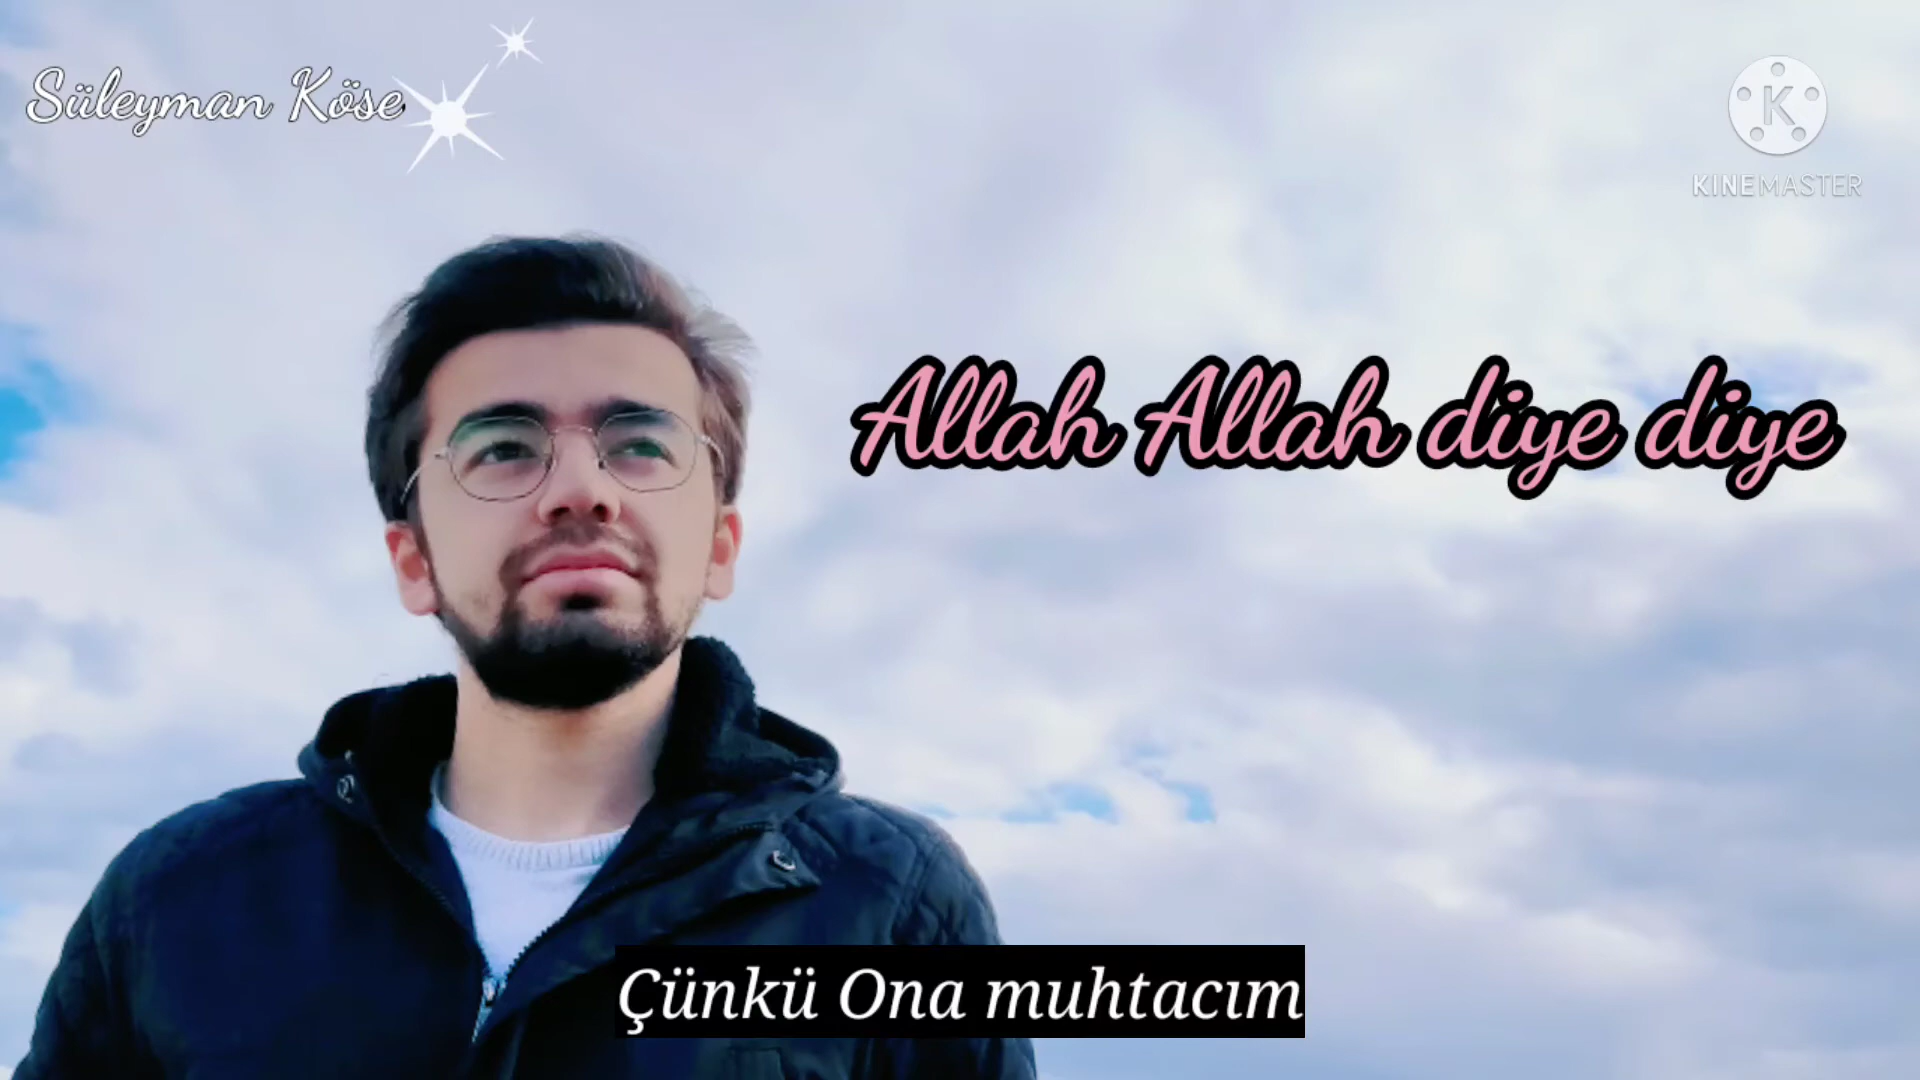 Süleyman Köse
K
KINEMASTER
Allah Allah diye diye
Çünkü Ona muhtacım